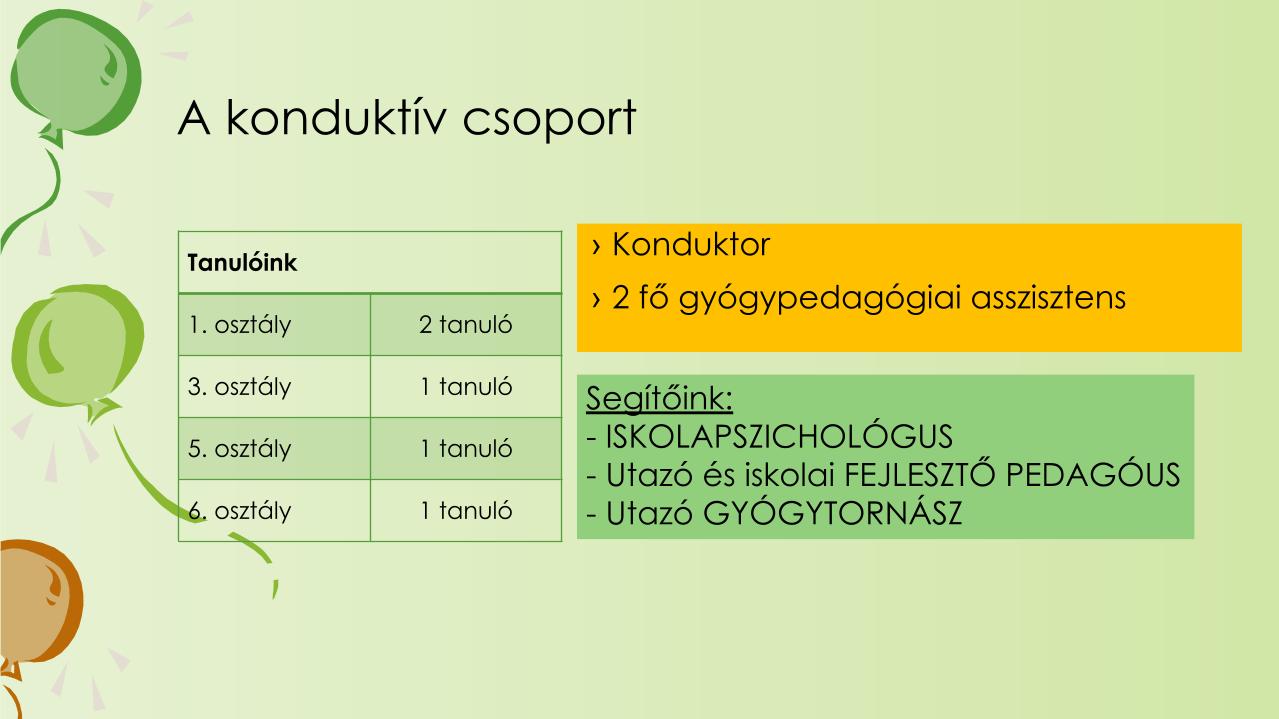 A konduktív csoport
Tanulóink
1. osztály 2 tanuló
3. osztály 1 tanuló
5. osztály 1 tanuló
6. osztály 1 tanuló
› Konduktor
› 2 fő gyógypedagógiai asszisztens
Segítőink:
- ISKOLAPSZICHOLÓGUS
- Utazó és iskolai FEJLESZTŐ PEDAGÓUS
- Utazó GYÓGYTORNÁSZ